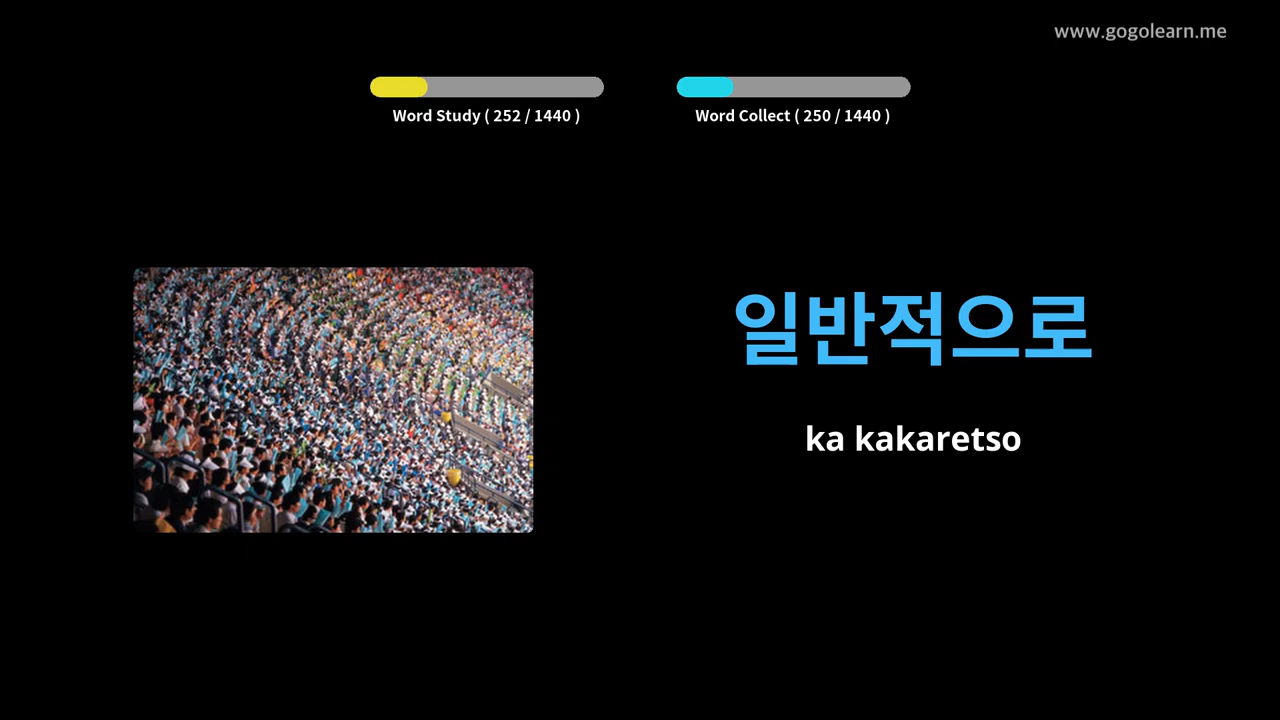 www.gogolearn.me
Word Study ( 252 / 1440 )
Word Collect ( 250 / 1440 )
일반적으로
ka kakaretso